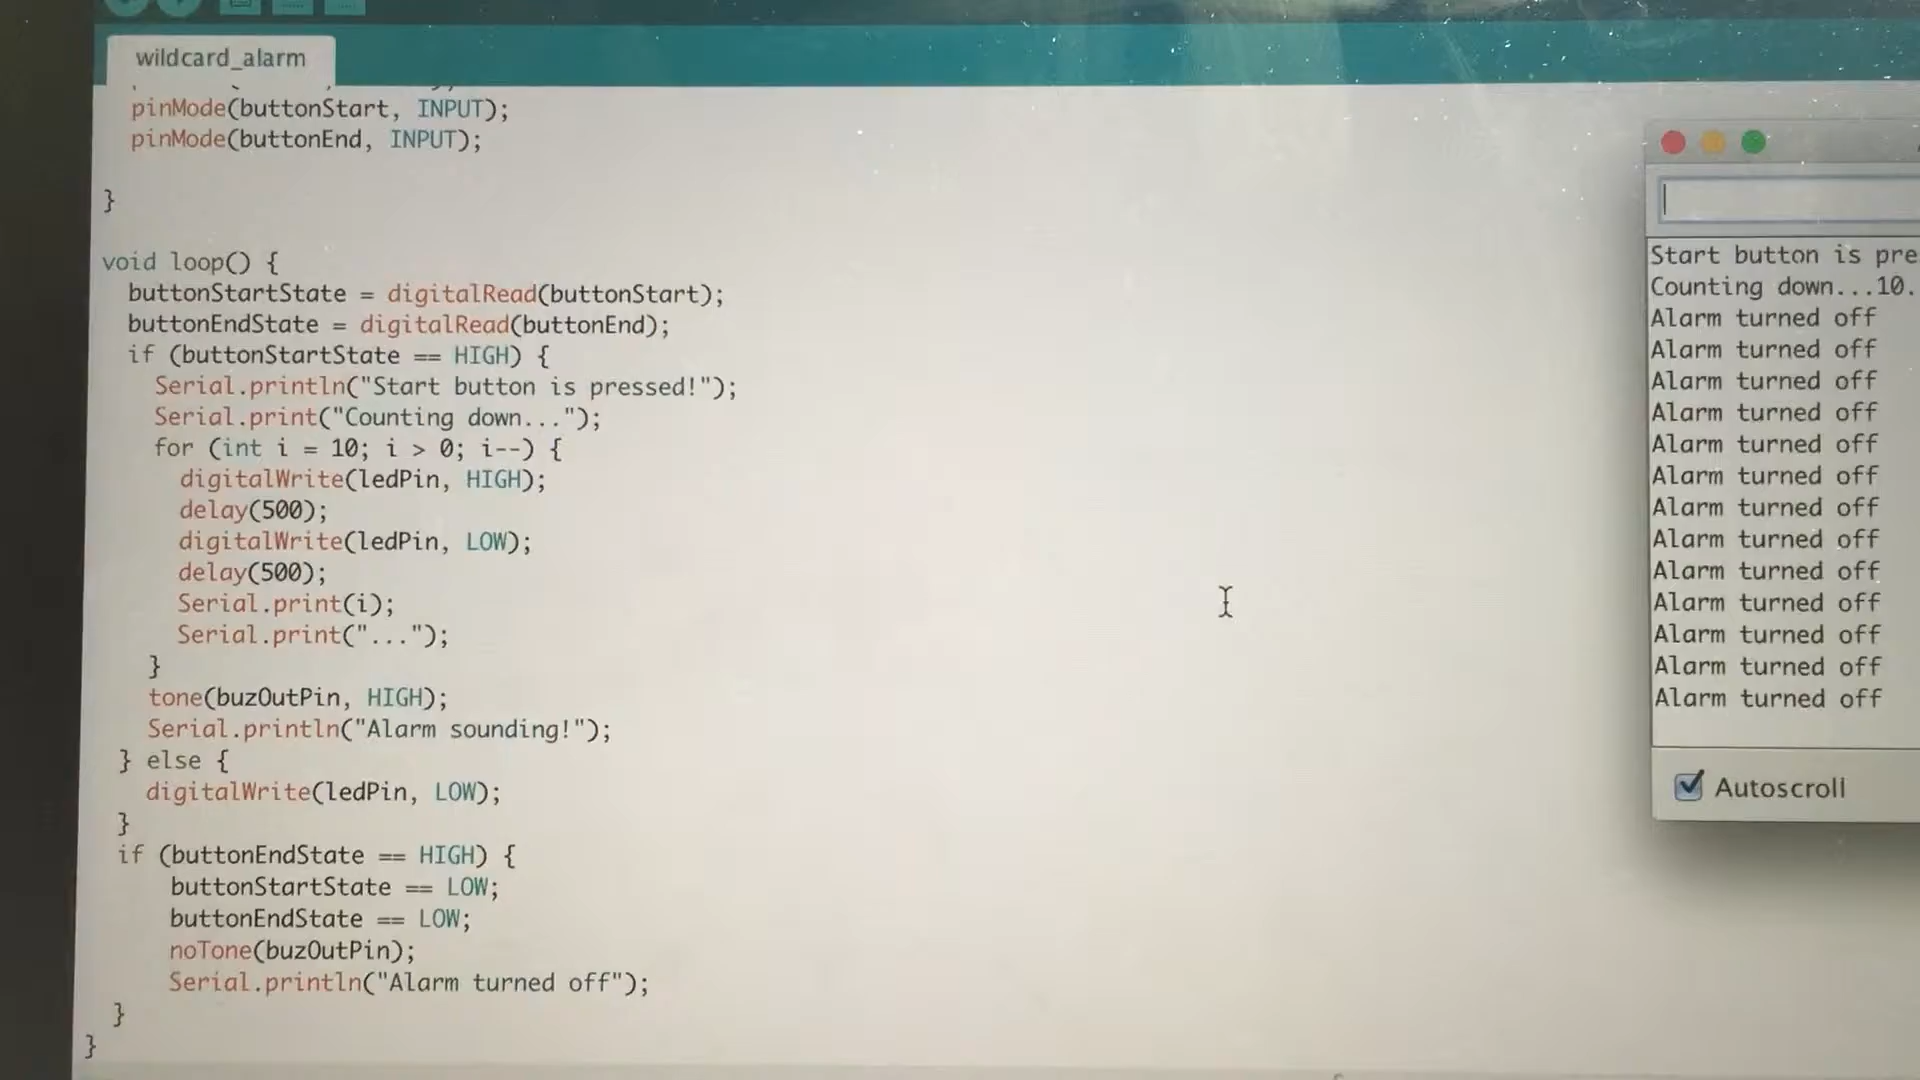 wildcard_alarm
pinMode(buttonStart, INPUT);
pinMode(buttonEnd, INPUT);
}
void loop() {
buttonStartState = digitalRead(buttonStart);
buttonEndState = digitalRead(buttonEnd);
if (buttonStartState == HIGH) {
Serial.println("Start button is pressed!");
Serial.print("Counting down...");
for (int i = 10; i > 0; i--) {
digitalWrite(ledPin, HIGH);
delay(500);
digitalWrite(ledPin, LOW);
delay(500);
Serial.print(i);
Serial.print("...");
}
tone(buzOutPin, HIGH);
Serial.println("Alarm sounding!");
} else {
digitalWrite(ledPin, LOW);
}
if (buttonEndState == HIGH) {
buttonStartState == LOW;
buttonEndState == LOW;
noTone(buzOutPin);
Serial.println("Alarm turned off");
}
}
Start button is pre
Counting down...10.
Alarm turned off
Alarm turned off
Alarm turned off
Alarm turned off
Alarm turned off
Alarm turned off
Alarm turned off
Alarm turned off
Alarm turned off
Alarm turned off
Alarm turned off
Alarm turned off
Alarm turned off
Autoscroll